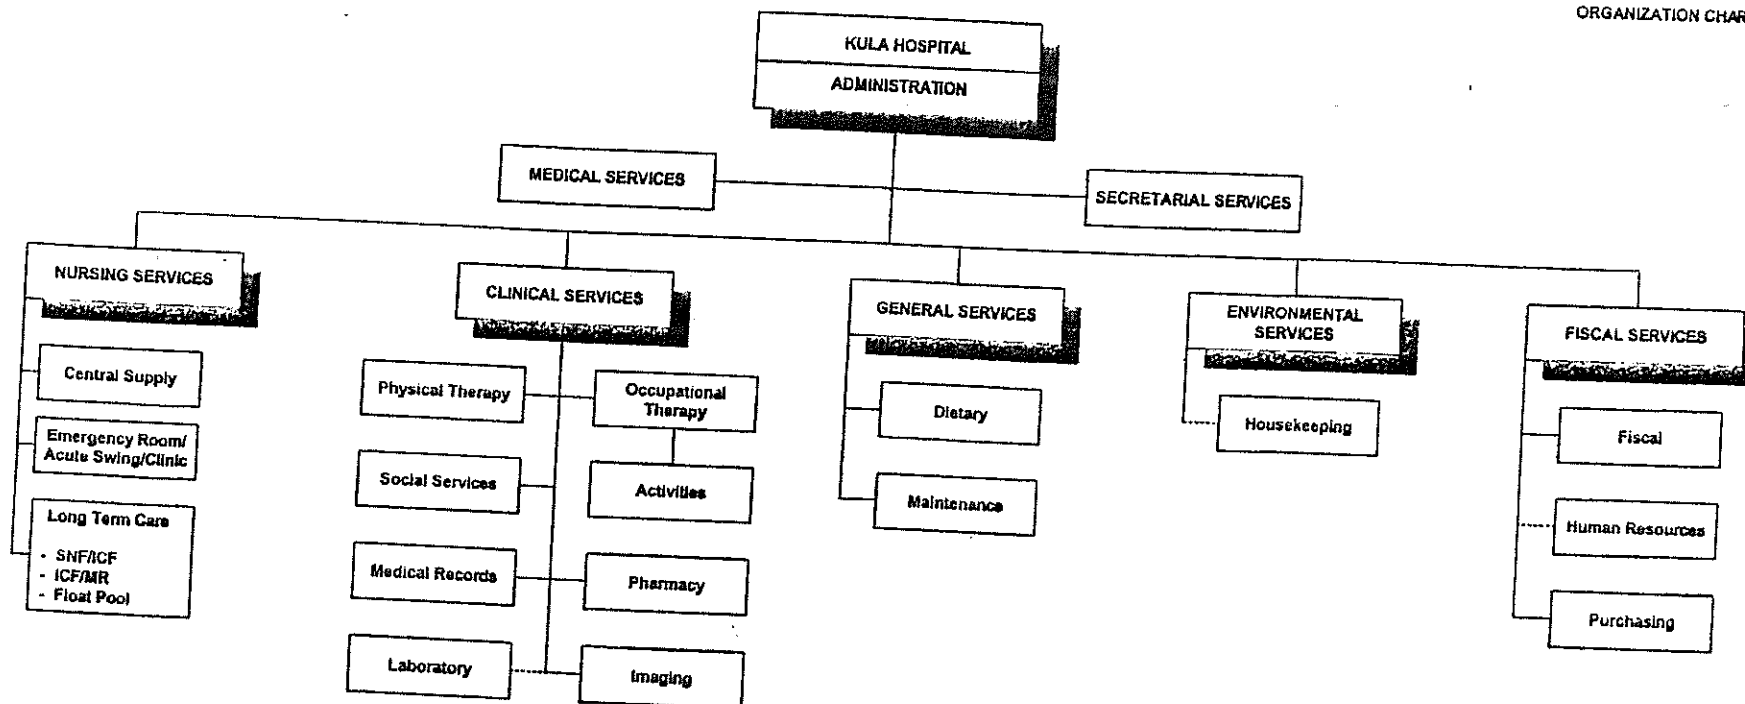 ORGANIZATION CHAR
KULA HOSPITAL
ADMINISTRATION
MEDICAL SERVICES
SECRETARIAL SERVICES
NURSING SERVICES
Central Supply
Emergency Room/
Acute Swing/Clinic
Long Term Care
- SNF/ICF
- ICF/MR
- Float Pool
CLINICAL SERVICES
Physical Therapy
Occupational
Therapy
Social Services
Activities
Medical Records
Pharmacy
Laboratory
Imaging
GENERAL SERVICES
Dietary
Maintenance
ENVIRONMENTAL
SERVICES
Housekeeping
FISCAL SERVICES
Fiscal
Human Resources
Purchasing